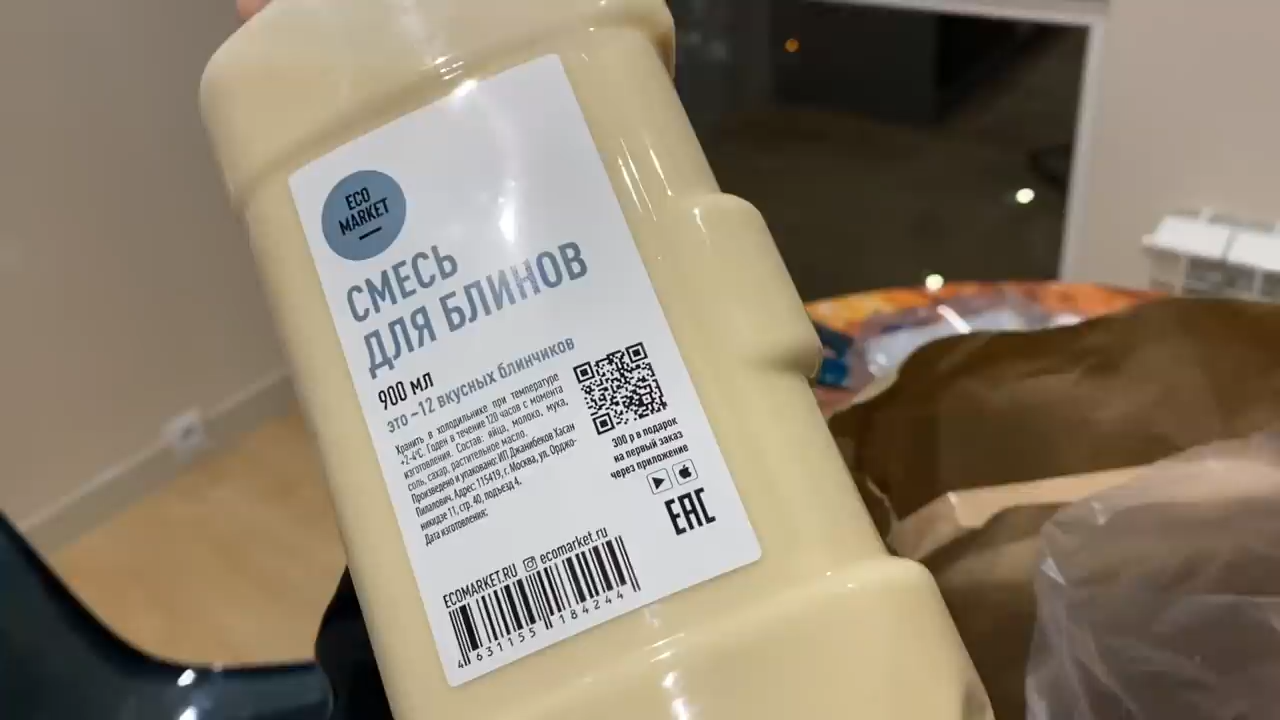 ECO
MARKET
СМЕСЬ
ДЛЯ БЛИНОВ
900 мл
это ~12 вкусных блинчиков
Хранить в холодильнике при температуре
+2-4°С. Годен в течение 120 часов с момента
изготовления. Состав: яйца, молоко, мука,
соль, сахар, растительное масло.
Произведено и упаковано: ИП Джанибеков Хасан
Пилалович. Адрес: 115419, г. Москва, ул. Орджо-
никидзе 11, стр. 40, подъезд 4.
Дата изготовления:
300 р в подарок
на первый заказ
через приложение
EAC
ECOMARKET.RU ecomarket.ru
4 631155 184244